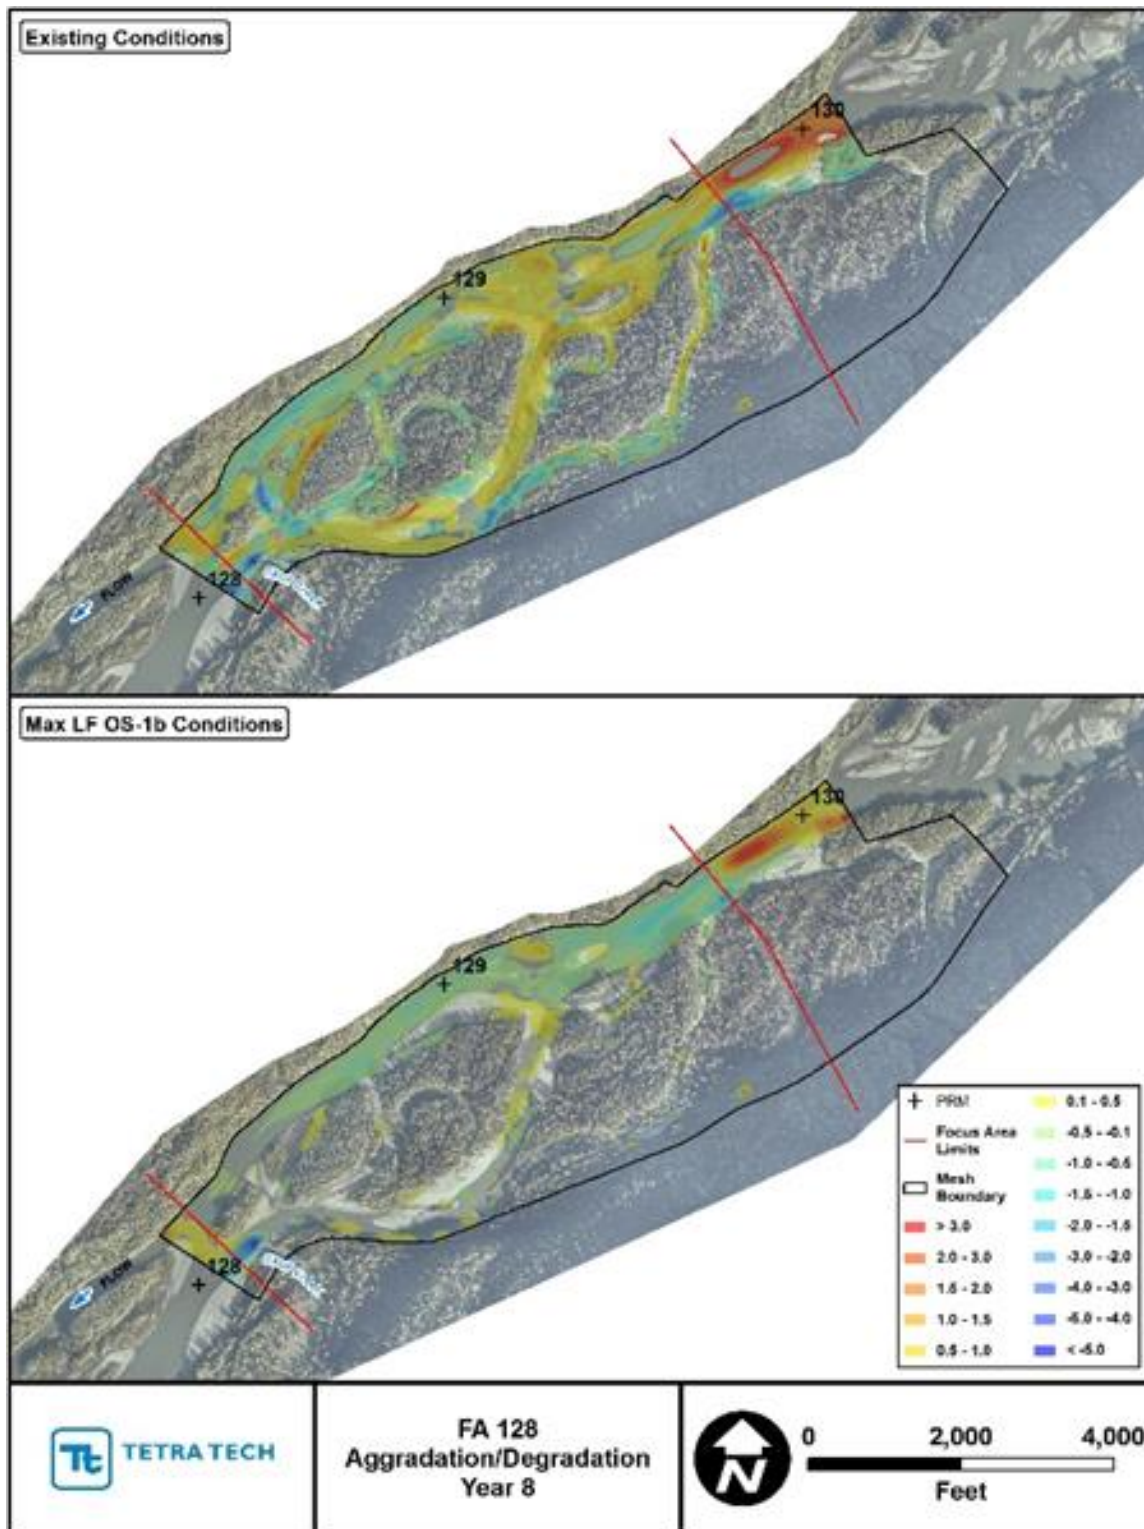 Existing Conditions
130
129
128
FLOW
Max LF OS-1b Conditions
130
129
128
FLOW
PRM
Focus Area
Limits
Mesh
Boundary
> 3.0
2.0 - 3.0
1.5 - 2.0
1.0 - 1.5
0.5 - 1.0
0.1 - 0.5
-0.5 - -0.1
-1.0 - -0.5
-1.5 - -1.0
-2.0 - -1.5
-3.0 - -2.0
-4.0 - -3.0
-5.0 - -4.0
< -5.0
Tt
TETRA TECH
FA 128
Aggradation/Degradation
Year 8
N
0 2,000 4,000
Feet